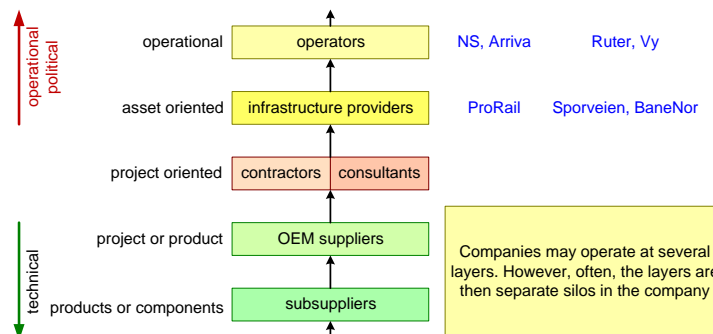 operational
political
operational
operators
NS, Arriva
Ruter, Vy
asset oriented
infrastructure providers
ProRail
Sporveien, BaneNor
project oriented
contractors
consultants
project or product
OEM suppliers
technical
products or components
subsuppliers
Companies may operate at several
layers. However, often, the layers are
then separate silos in the company